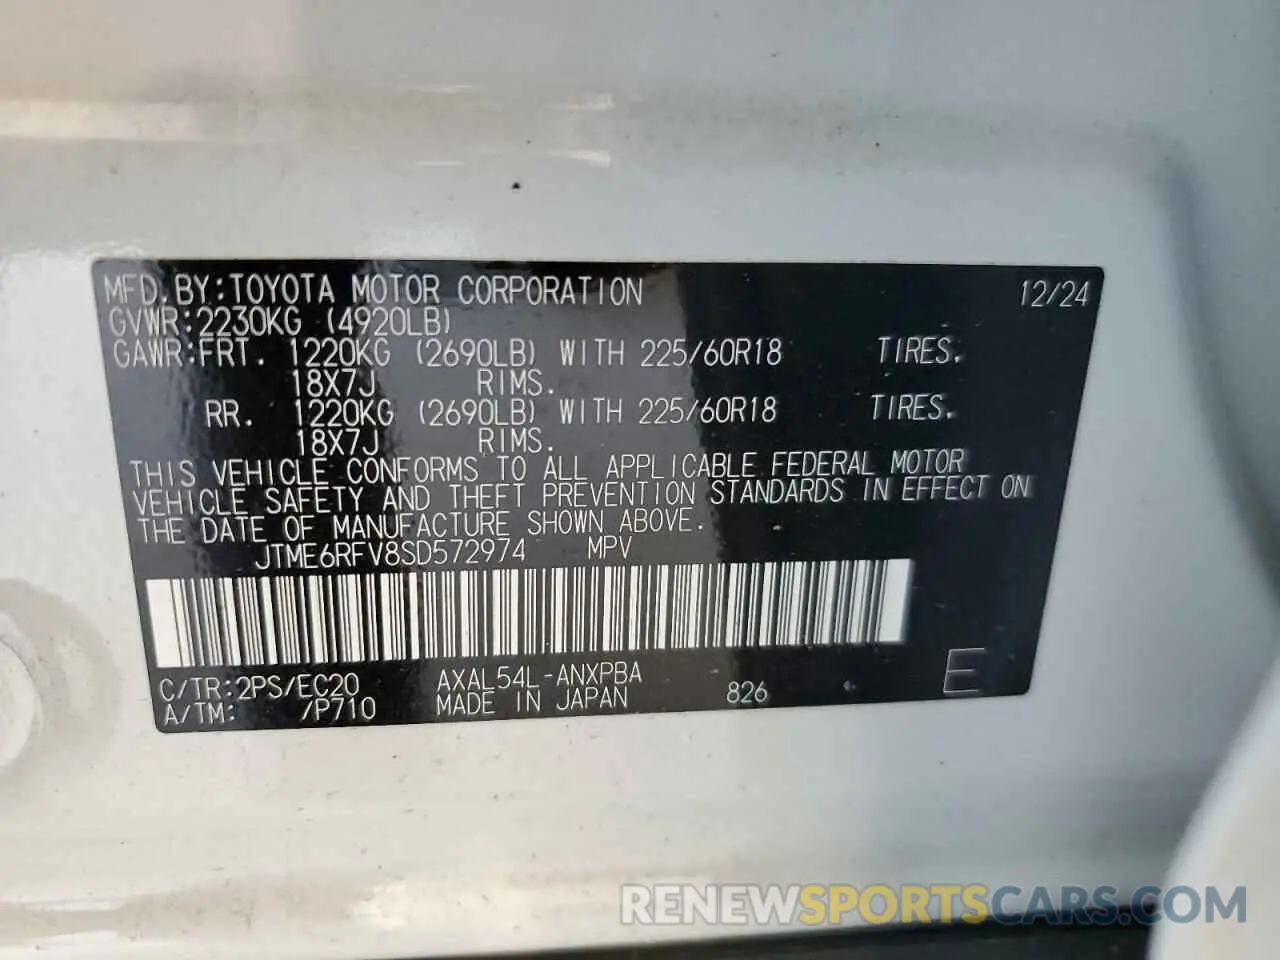 MFD. BY: TOYOTA MOTOR CORPORATION 12/24
GVWR: 2230KG (4920LB)
GAWR: FRT. 1220KG (2690LB) WITH 225/60R18 TIRES.
18X7J RIMS.
RR. 1220KG (2690LB) WITH 225/60R18 TIRES.
18X7J RIMS.
THIS VEHICLE CONFORMS TO ALL APPLICABLE FEDERAL MOTOR
VEHICLE SAFETY AND THEFT PREVENTION STANDARDS IN EFFECT ON
THE DATE OF MANUFACTURE SHOWN ABOVE.
JTME6RFV8SD572974 MPV
C/TR: 2PS/EC20 AXAL54L-ANXPBA
A/TM: /P710 MADE IN JAPAN 826 E
RENEWSPORTSCARS.COM